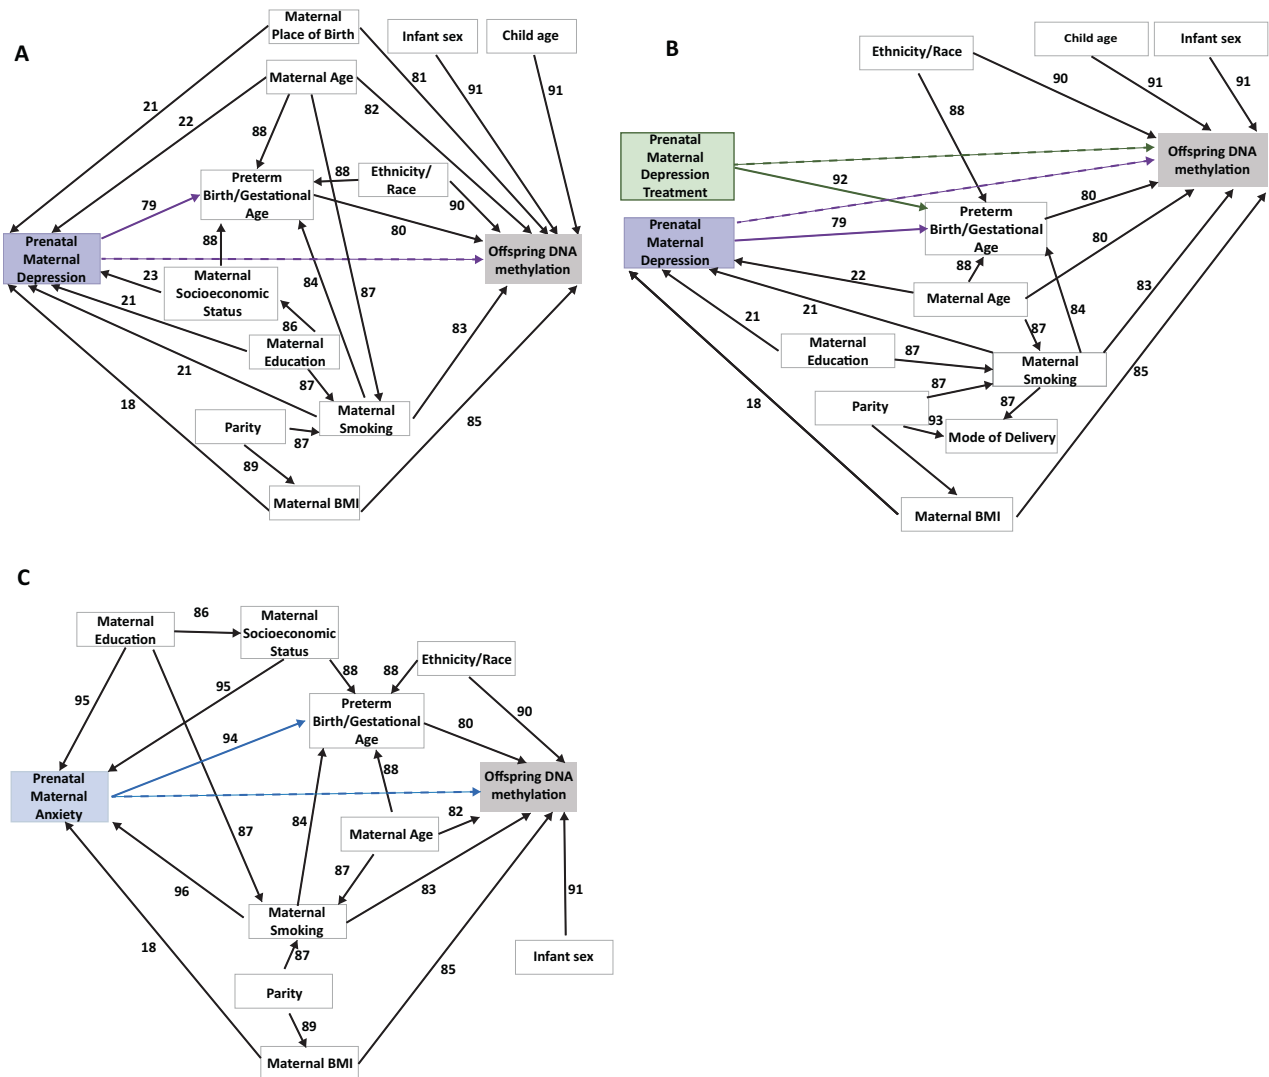 A
Maternal
Place of Birth
Infant sex
Child age
Maternal Age
21
22
81
82
91
91
88
88
Ethnicity/
Race
90
Preterm
Birth/Gestational
Age
79
80
88
Prenatal
Maternal
Depression
Offspring DNA
methylation
23
Maternal
Socioeconomic
Status
84
87
21
86
Maternal
Education
83
21
87
18
Maternal
Smoking
Parity
87
85
89
Maternal BMI
B
Ethnicity/Race
Child age
Infant sex
90
91
91
88
Prenatal
Maternal
Depression
Treatment
Offspring DNA
methylation
92
80
Prenatal
Maternal
Depression
79
Preterm
Birth/Gestational
Age
80
88
22
Maternal Age
83
21
84
21
87
Maternal
Education
87
Maternal
Smoking
85
87
87
18
Parity
93
Mode of Delivery
Maternal BMI
C
Maternal
Education
86
Maternal
Socioeconomic
Status
Ethnicity/Race
88
88
95
95
90
Preterm
Birth/Gestational
Age
94
80
88
Prenatal
Maternal
Anxiety
Offspring DNA
methylation
82
84
87
Maternal Age
87
83
96
91
Maternal
Smoking
18
87
85
Infant sex
Parity
89
Maternal BMI